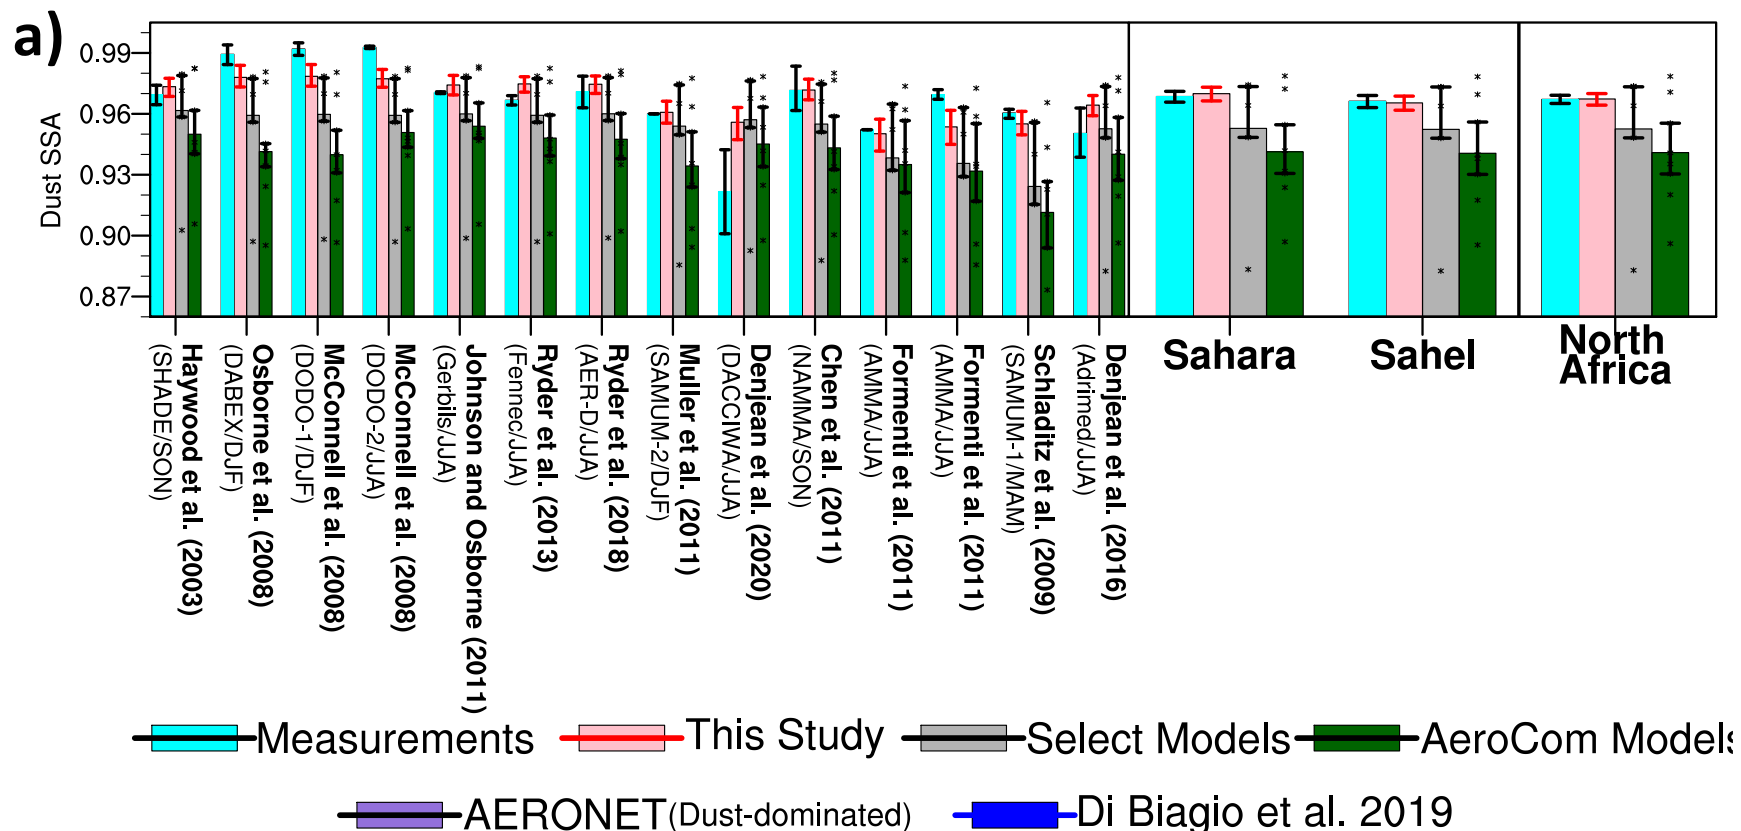 a)
Dust SSA
0.99
0.96
0.93
0.90
0.87
Haywood et al. (2003)
(SHADE/SON)
Osborne et al. (2008)
(DABEX/DJF)
McConnell et al. (2008)
(DODO-1/DJF)
McConnell et al. (2008)
(DODO-2/JJA)
Johnson and Osborne (2011)
(Gerbils/JJA)
Ryder et al. (2013)
(Fennec/JJA)
Ryder et al. (2018)
(AER-D/JJA)
Muller et al. (2011)
(SAMUM-2/DJF)
Denjean et al. (2020)
(DACCIWA/JJA)
Chen et al. (2011)
(NAMMA/SON)
Formenti et al. (2011)
(AMMA/JJA)
Formenti et al. (2011)
(AMMA/JJA)
Schladitz et al. (2009)
(SAMUM-1/MAM)
Denjean et al. (2016)
(Adrimed/JJA)
Sahara
Sahel
North
Africa
Measurements
This Study
Select Models
AeroCom Models
AERONET(Dust-dominated)
Di Biagio et al. 2019